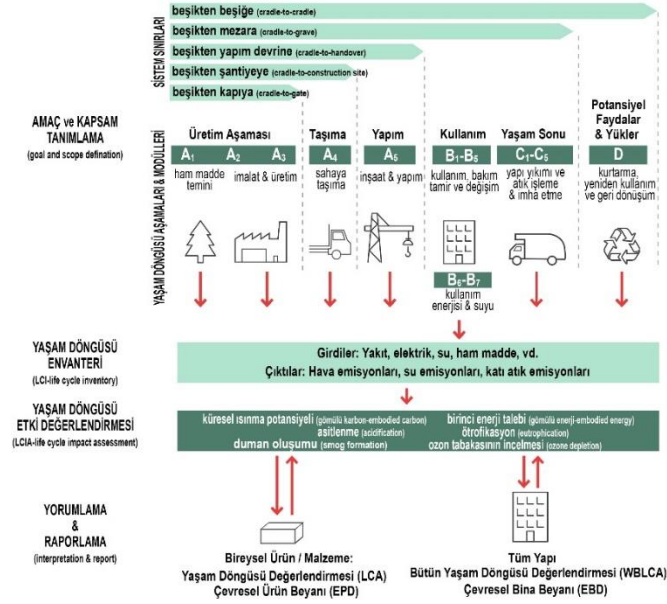 SİSTEM SINIRLARI
beşikten beşiğe (cradle-to-cradle)
beşikten mezara (cradle-to-grave)
beşikten yapım devrine (cradle-to-handover)
beşikten şantiyeye (cradle-to-construction site)
beşikten kapıya (cradle-to-gate)
AMAÇ ve KAPSAM
TANIMLAMA
(goal and scope defination)
YAŞAM DÖNGÜSÜ AŞAMALARI & MODÜLLERİ
Üretim Aşaması
A1 A2 A3
ham madde
temini
imalat & üretim
Taşıma
A4
sahaya
taşıma
Yapım
A5
inşaat & yapım
Kullanım
B1-B5
kullanım, bakım
tamir ve değişim
B6-B7
kullanım
enerjisi & suyu
Yaşam Sonu
C1-C5
yapı yıkımı ve
atık işleme
& imha etme
Potansiyel
Faydalar
& Yükler
D
kurtarma,
yeniden kullanım
ve geri dönüşüm
YAŞAM DÖNGÜSÜ
ENVANTERİ
(LCI-life cycle inventory)
Girdiler: Yakıt, elektrik, su, ham madde, vd.
Çıktılar: Hava emisyonları, su emisyonları, katı atık emisyonları
YAŞAM DÖNGÜSÜ
ETKİ DEĞERLENDİRMESİ
(LCIA-life cycle impact assessment)
küresel ısınma potansiyeli (gömülü karbon-embodied carbon)
asitlenme (acidification)
duman oluşumu (smog formation)
birinci enerji talebi (gömülü enerji-embodied energy)
ötrofikasyon (eutrophication)
ozon tabakasının incelmesi (ozone depletion)
YORUMLAMA
&
RAPORLAMA
(interpretation & report)
Bireysel Ürün / Malzeme:
Yaşam Döngüsü Değerlendirmesi (LCA)
Çevresel Ürün Beyanı (EPD)
Tüm Yapı
Bütün Yaşam Döngüsü Değerlendirmesi (WBLCA)
Çevresel Bina Beyanı (EBD)